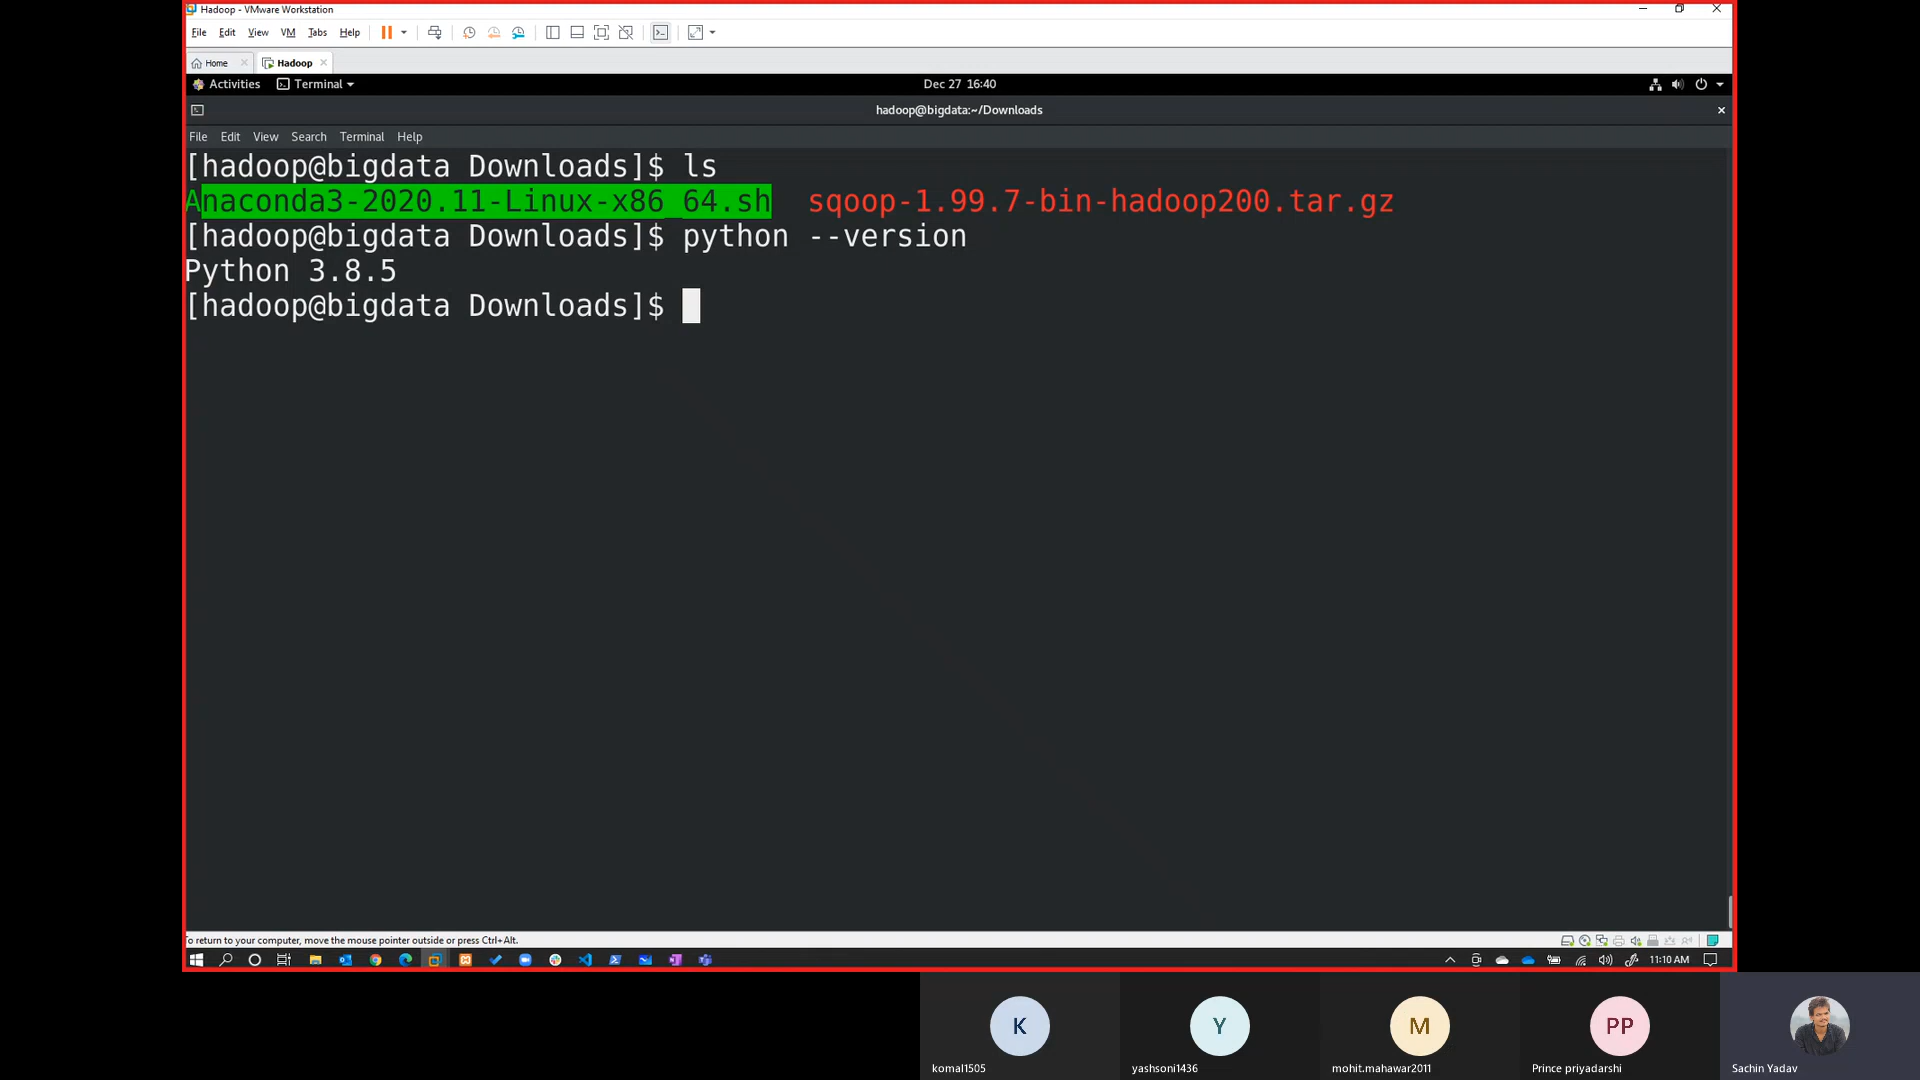 Hadoop - VMware Workstation
File Edit View VM Tabs Help
Home Hadoop
Activities Terminal Dec 27 16:40
hadoop@bigdata:~/Downloads
File Edit View Search Terminal Help
[hadoop@bigdata Downloads]$ ls
Anaconda3-2020.11-Linux-x86_64.sh sqoop-1.99.7-bin-hadoop200.tar.gz
[hadoop@bigdata Downloads]$ python --version
Python 3.8.5
[hadoop@bigdata Downloads]$
To return to your computer, move the mouse pointer outside or press Ctrl+Alt.
11:10 AM
K Y M PP
komal1505 yashsoni1436 mohit.mahawar2011 Prince priyadarshi Sachin Yadav